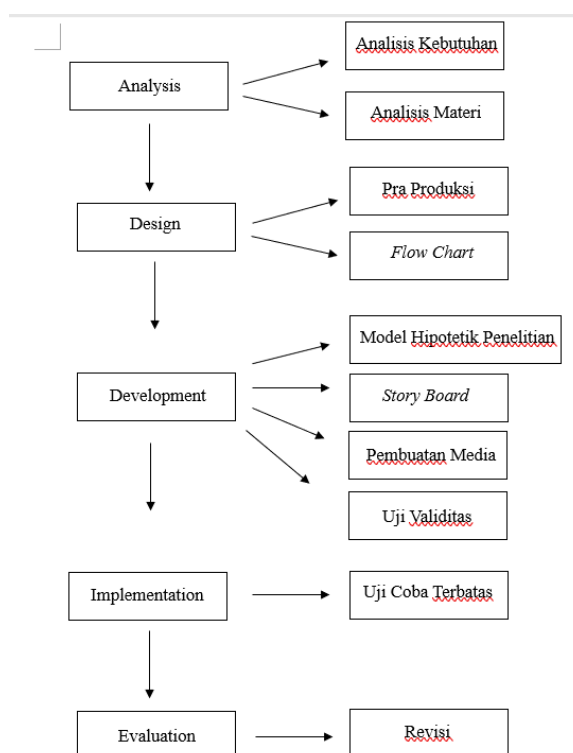 Analysis
Analisis Kebutuhan
Analisis Materi
Design
Pra Produksi
Flow Chart
Development
Model Hipotetik Penelitian
Story Board
Pembuatan Media
Uji Validitas
Implementation
Uji Coba Terbatas
Evaluation
Revisi